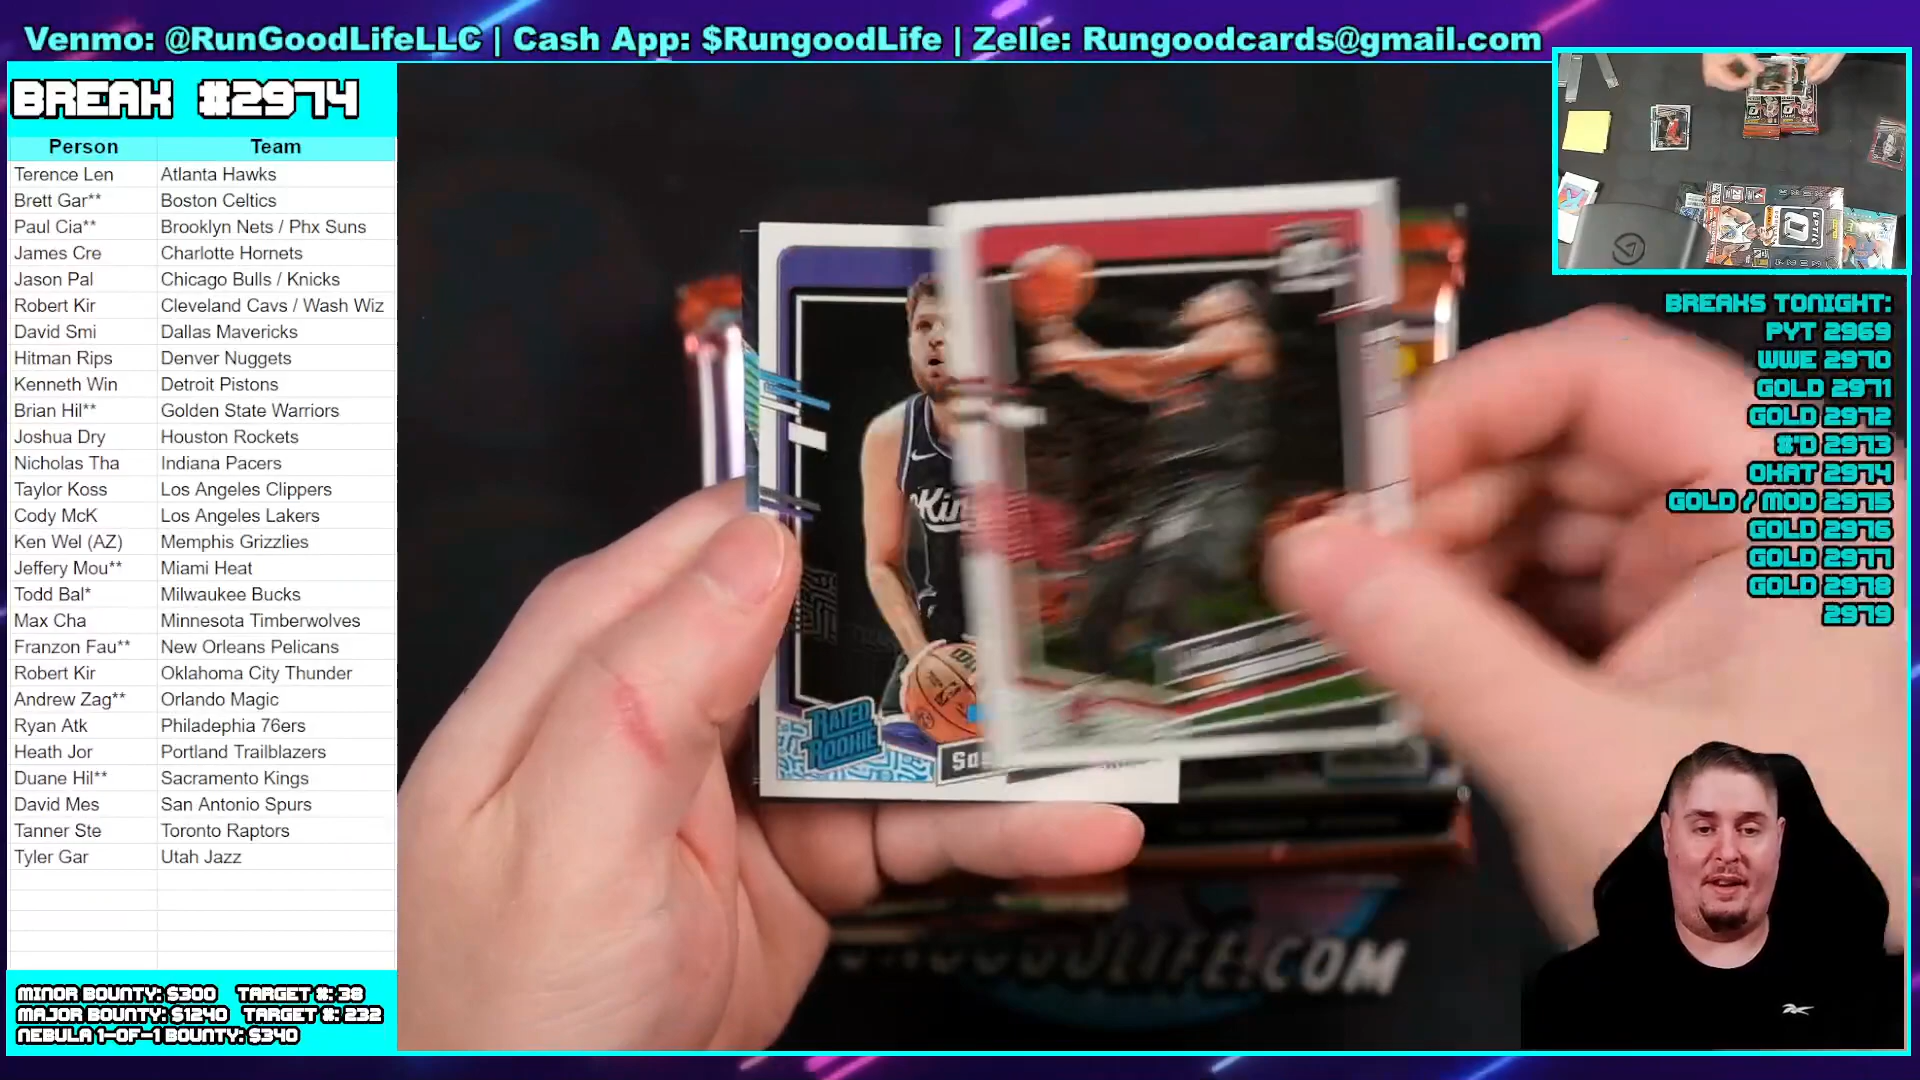 Venmo: @RunGoodLifeLLC | Cash App: $RungoodLife | Zelle: Rungoodcards@gmail.com
BREAK #2974
Person Team
Terence Len Atlanta Hawks
Brett Gar** Boston Celtics
Paul Cia** Brooklyn Nets / Phx Suns
James Cre Charlotte Hornets
Jason Pal Chicago Bulls / Knicks
Robert Kir Cleveland Cavs / Wash Wiz
David Smi Dallas Mavericks
Hitman Rips Denver Nuggets
Kenneth Win Detroit Pistons
Brian Hil** Golden State Warriors
Joshua Dry Houston Rockets
Nicholas Tha Indiana Pacers
Taylor Koss Los Angeles Clippers
Cody McK Los Angeles Lakers
Ken Wel (AZ) Memphis Grizzlies
Jeffery Mou** Miami Heat
Todd Bal* Milwaukee Bucks
Max Cha Minnesota Timberwolves
Franzon Fau** New Orleans Pelicans
Robert Kir Oklahoma City Thunder
Andrew Zag** Orlando Magic
Ryan Atk Philadephia 76ers
Heath Jor Portland Trailblazers
Duane Hil** Sacramento Kings
David Mes San Antonio Spurs
Tanner Ste Toronto Raptors
Tyler Gar Utah Jazz
MINOR BOUNTY: $300 TARGET #: 38
MAJOR BOUNTY: $1240 TARGET #: 232
NEBULA 1-OF-1 BOUNTY: $340
BREAKS TONIGHT:
PYT 2969
WWE 2970
GOLD 2971
GOLD 2972
#'D 2973
OKAT 2974
GOLD / MOD 2975
GOLD 2976
GOLD 2977
GOLD 2978
2979
Kin
RATED
ROOKIE
Sas
GOODLIFE.COM